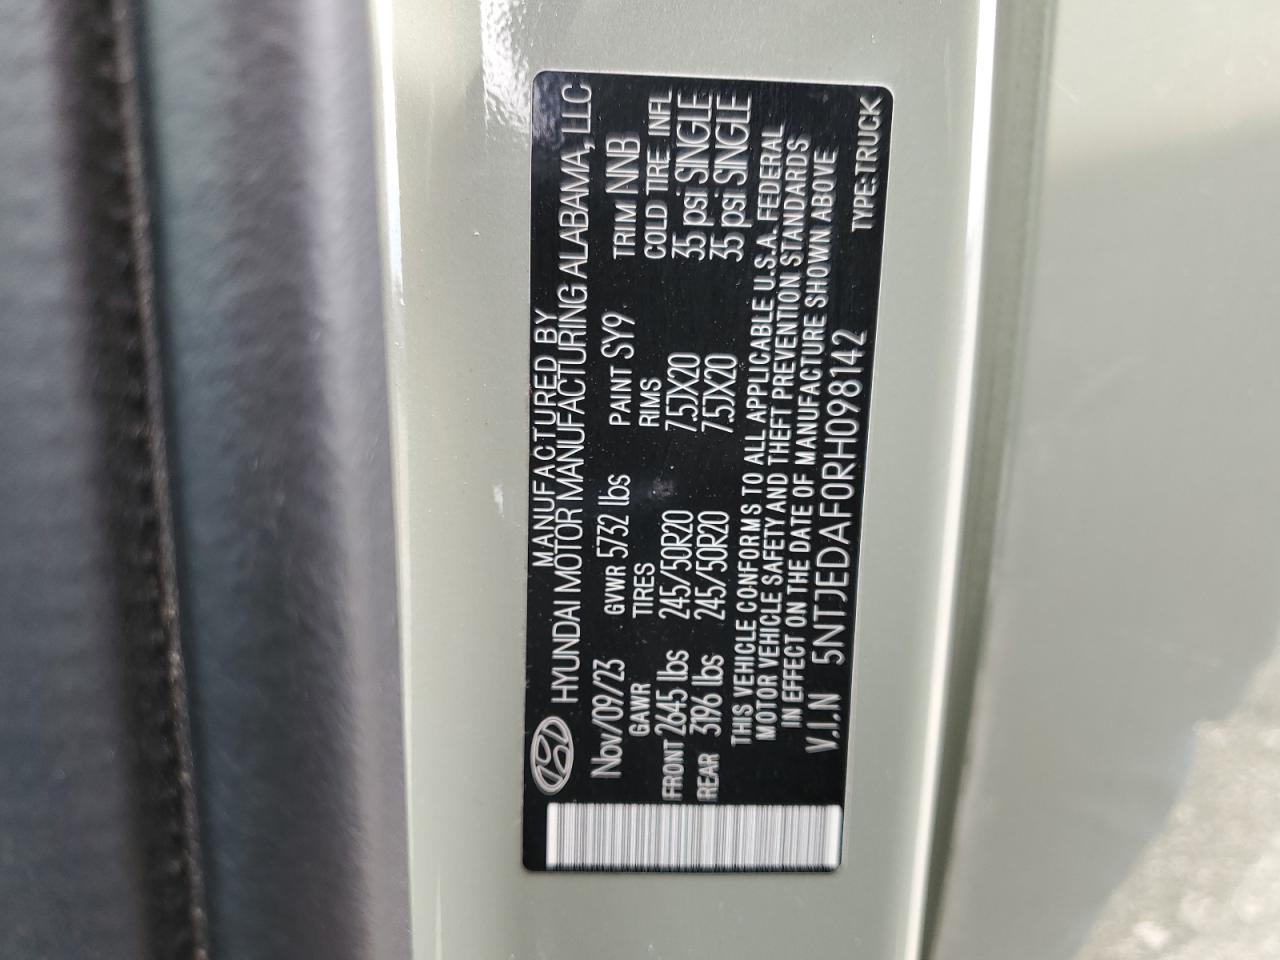 MANUFACTURED BY
HYUNDAI MOTOR MANUFACTURING ALABAMA, LLC
Nov/09/23 GVWR 5732 lbs PAINT SY9 TRIM NNB
GAWR TIRES RIMS COLD TIRE INFL
FRONT 2645 lbs 245/50R20 7.5JX20 35 psi SINGLE
REAR 3196 lbs 245/50R20 7.5JX20 35 psi SINGLE
THIS VEHICLE CONFORMS TO ALL APPLICABLE U.S.A. FEDERAL
MOTOR VEHICLE SAFETY AND THEFT PREVENTION STANDARDS
IN EFFECT ON THE DATE OF MANUFACTURE SHOWN ABOVE
V.I.N 5NTJEDAF0RH098142 TYPE:TRUCK